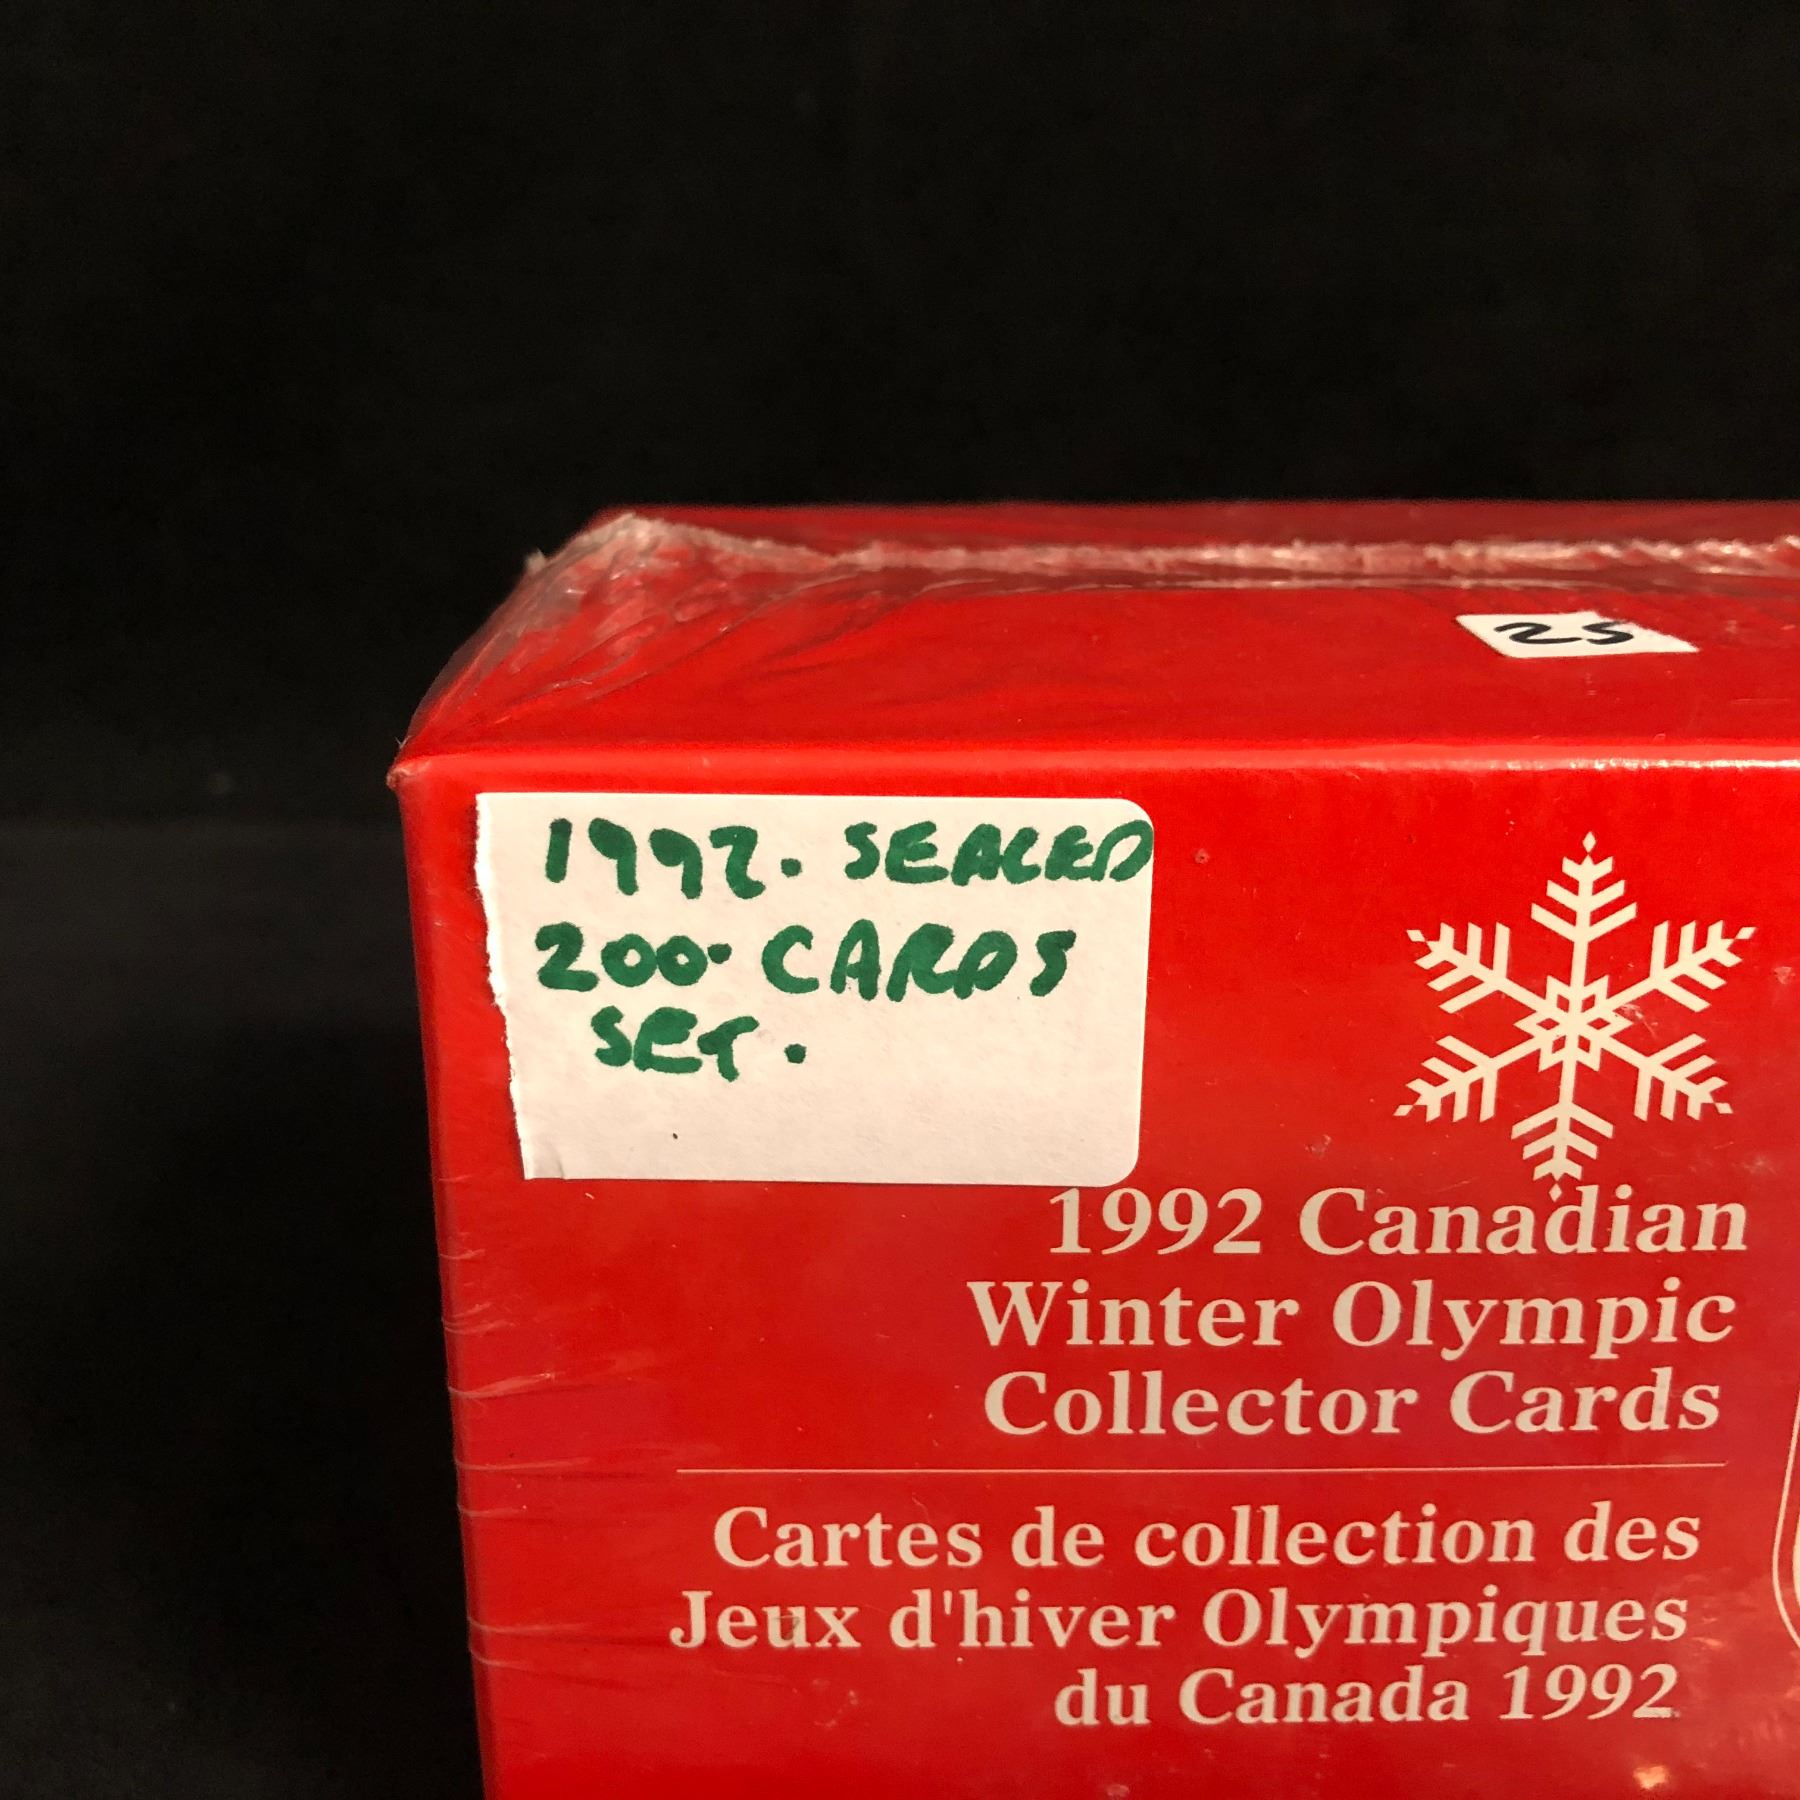 25
1992. SEALED
200. CARDS
SET.
1992 Canadian
Winter Olympic
Collector Cards
Cartes de collection des
Jeux d'hiver Olympiques
du Canada 1992